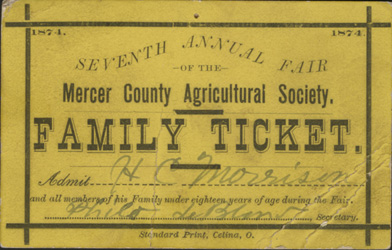 1874. 1874.
SEVENTH ANNUAL FAIR
—OF THE—
Mercer County Agricultural Society.
FAMILY TICKET.
Admit H C Morrison
and all members of his Family under eighteen years of age during the Fair.
Secretary.
Standard Print, Celina, O.